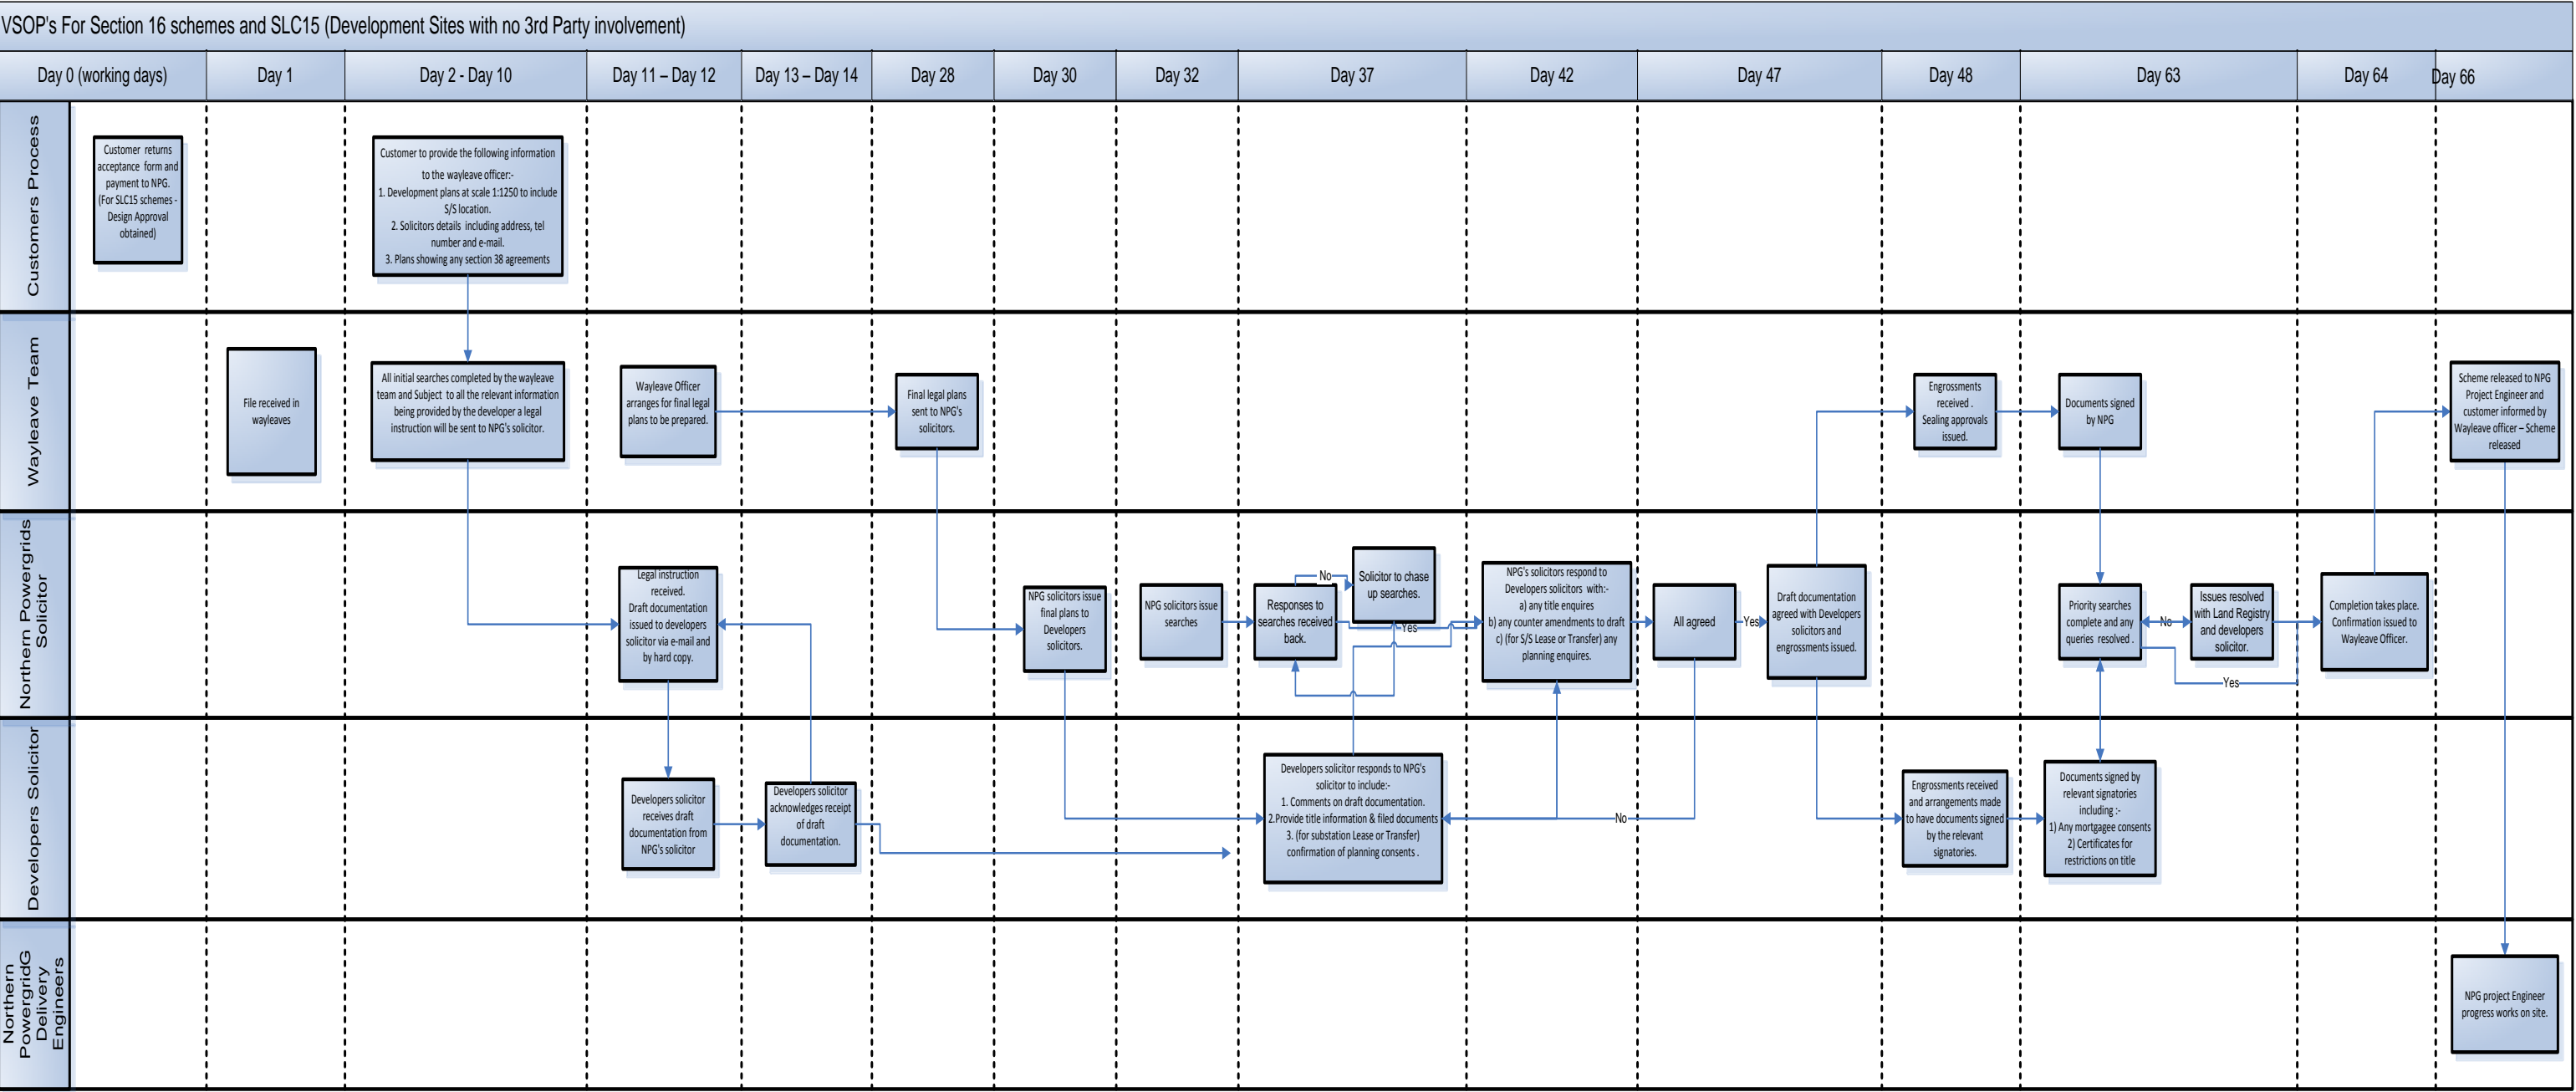 VSOP's For Section 16 schemes and SLC15 (Development Sites with no 3rd Party involvement)
Day 0 (working days)
Day 1
Day 2 - Day 10
Day 11 – Day 12
Day 13 – Day 14
Day 28
Day 30
Day 32
Day 37
Day 42
Day 47
Day 48
Day 63
Day 64
Day 66
Customers Process
Customer returns
acceptance form and
payment to NPG.
(For SLC15 schemes -
Design Approval
obtained)
Customer to provide the following information
to the wayleave officer:-
1. Development plans at scale 1:1250 to include
S/S location.
2. Solicitors details including address, tel
number and e-mail.
3. Plans showing any section 38 agreements
Wayleave Team
File received in
wayleaves
All initial searches completed by the wayleave
team and Subject to all the relevant information
being provided by the developer a legal
instruction will be sent to NPG's solicitor.
Wayleave Officer
arranges for final legal
plans to be prepared.
Final legal plans
sent to NPG's
solicitors.
Engrossments
received .
Sealing approvals
issued.
Documents signed
by NPG
Scheme released to NPG
Project Engineer and
customer informed by
Wayleave officer – Scheme
released
Northern Powergrids
Solicitor
Legal instruction
received.
Draft documentation
issued to developers
solicitor via e-mail and
by hard copy.
NPG solicitors issue
final plans to
Developers
solicitors.
NPG solicitors issue
searches
Responses to
searches received
back.
No
Solicitor to chase
up searches.
Yes
NPG's solicitors respond to
Developers solicitors with:-
a) any title enquires
b) any counter amendments to draft
c) (for S/S Lease or Transfer) any
planning enquires.
All agreed
Yes
Draft documentation
agreed with Developers
solicitors and
engrossments issued.
Priority searches
complete and any
queries resolved .
No
Issues resolved
with Land Registry
and developers
solicitor.
Yes
Completion takes place.
Confirmation issued to
Wayleave Officer.
Developers Solicitor
Developers solicitor
receives draft
documentation from
NPG's solicitor
Developers solicitor
acknowledges receipt
of draft
documentation.
Developers solicitor responds to NPG's
solicitor to include:-
1. Comments on draft documentation.
2.Provide title information & filed documents
3. (for substation Lease or Transfer)
confirmation of planning consents .
No
Engrossments received
and arrangements made
to have documents signed
by the relevant
signatories.
Documents signed by
relevant signatories
including :-
1) Any mortgagee consents
2) Certificates for
restrictions on title
Northern
PowergridG
Delivery
Engineers
NPG project Engineer
progress works on site.